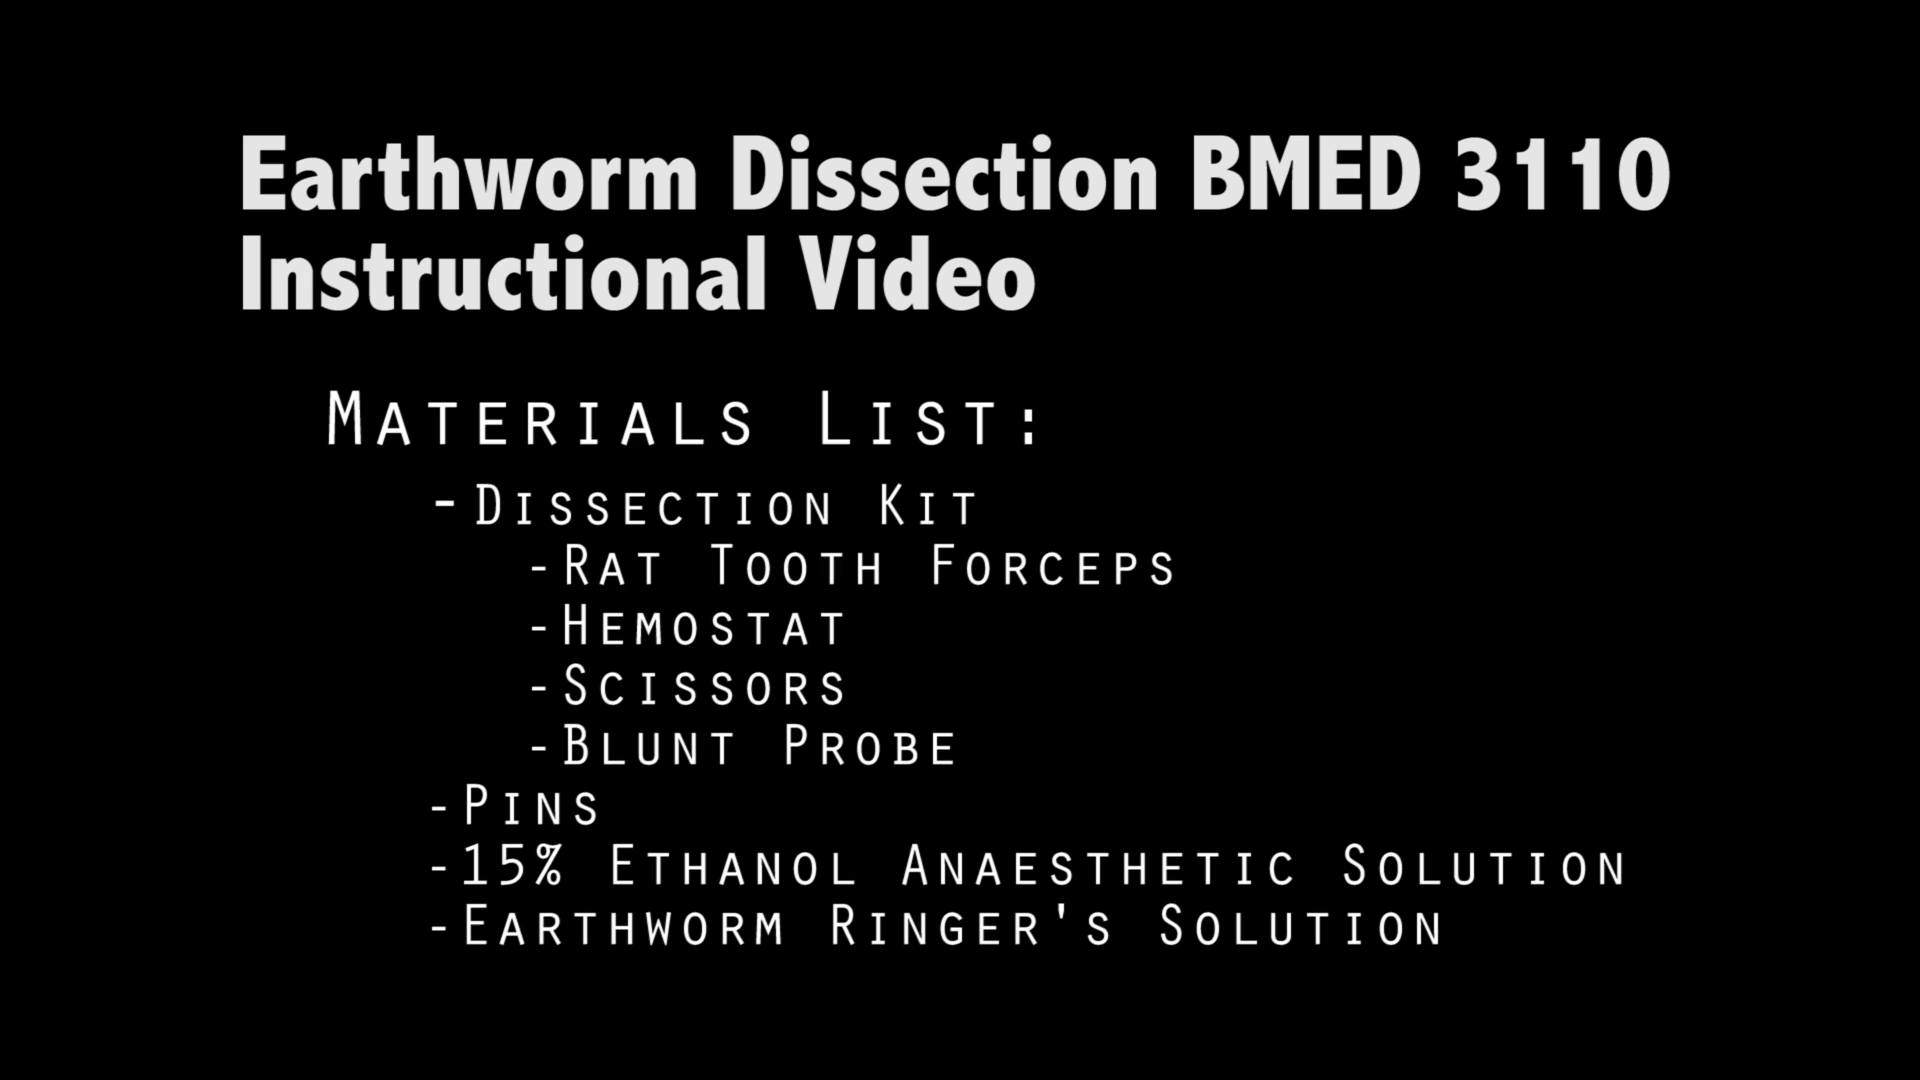 Earthworm Dissection BMED 3110
Instructional Video
Materials List:
-Dissection Kit
-Rat Tooth Forceps
-Hemostat
-Scissors
-Blunt Probe
-Pins
-15% Ethanol Anaesthetic Solution
-Earthworm Ringer's Solution